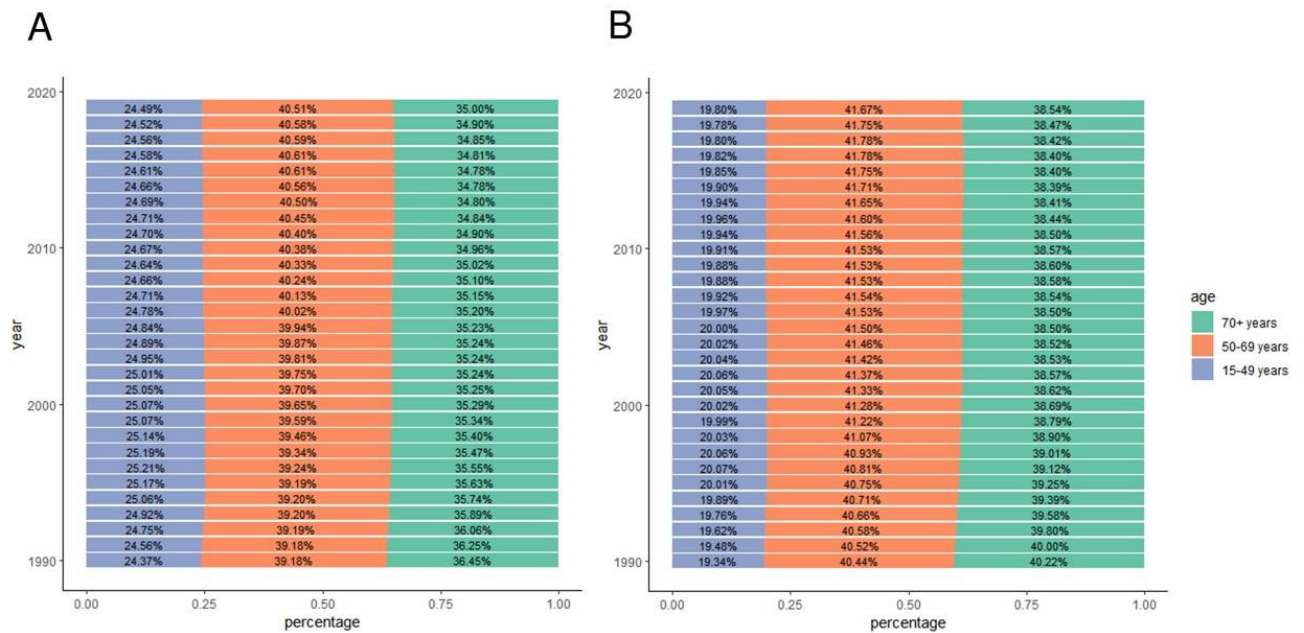 A
B
2020
24.49% 40.51% 35.00%
24.52% 40.58% 34.90%
24.56% 40.59% 34.85%
24.58% 40.61% 34.81%
24.61% 40.61% 34.78%
24.66% 40.56% 34.78%
24.69% 40.50% 34.80%
24.71% 40.45% 34.84%
24.70% 40.40% 34.90%
2010
24.67% 40.38% 34.96%
24.64% 40.33% 35.02%
24.66% 40.24% 35.10%
24.71% 40.13% 35.15%
24.78% 40.02% 35.20%
24.84% 39.94% 35.23%
24.89% 39.87% 35.24%
24.95% 39.81% 35.24%
25.01% 39.75% 35.24%
25.05% 39.70% 35.25%
2000
25.07% 39.65% 35.29%
25.07% 39.59% 35.34%
25.14% 39.46% 35.40%
25.19% 39.34% 35.47%
25.21% 39.24% 35.55%
25.17% 39.19% 35.63%
25.06% 39.20% 35.74%
24.92% 39.20% 35.89%
24.75% 39.19% 36.06%
24.56% 39.18% 36.25%
1990
24.37% 39.18% 36.45%
0.00 0.25 0.50 0.75 1.00
percentage
year
2020
19.80% 41.67% 38.54%
19.78% 41.75% 38.47%
19.80% 41.78% 38.42%
19.82% 41.78% 38.40%
19.85% 41.75% 38.40%
19.90% 41.71% 38.39%
19.94% 41.65% 38.41%
19.96% 41.60% 38.44%
19.94% 41.56% 38.50%
2010
19.91% 41.53% 38.57%
19.88% 41.53% 38.60%
19.88% 41.53% 38.58%
19.92% 41.54% 38.54%
19.97% 41.53% 38.50%
20.00% 41.50% 38.50%
20.02% 41.46% 38.52%
20.04% 41.42% 38.53%
20.06% 41.37% 38.57%
20.05% 41.33% 38.62%
2000
20.02% 41.28% 38.69%
19.99% 41.22% 38.79%
20.03% 41.07% 38.90%
20.06% 40.93% 39.01%
20.07% 40.81% 39.12%
20.01% 40.75% 39.25%
19.89% 40.71% 39.39%
19.76% 40.66% 39.58%
19.62% 40.58% 39.80%
19.48% 40.52% 40.00%
1990
19.34% 40.44% 40.22%
0.00 0.25 0.50 0.75 1.00
percentage
year
age
70+ years
50-69 years
15-49 years